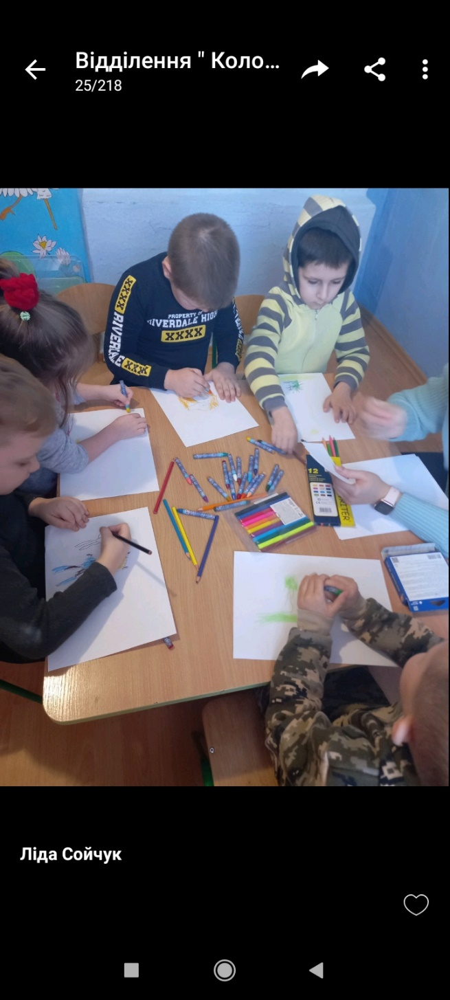 Відділення " Коло...
25/218
XXXX
RIVERDALE
XXX
PROPERTY OF
RIVERDALE HIGH
XXXX
12
Ліда Сойчук